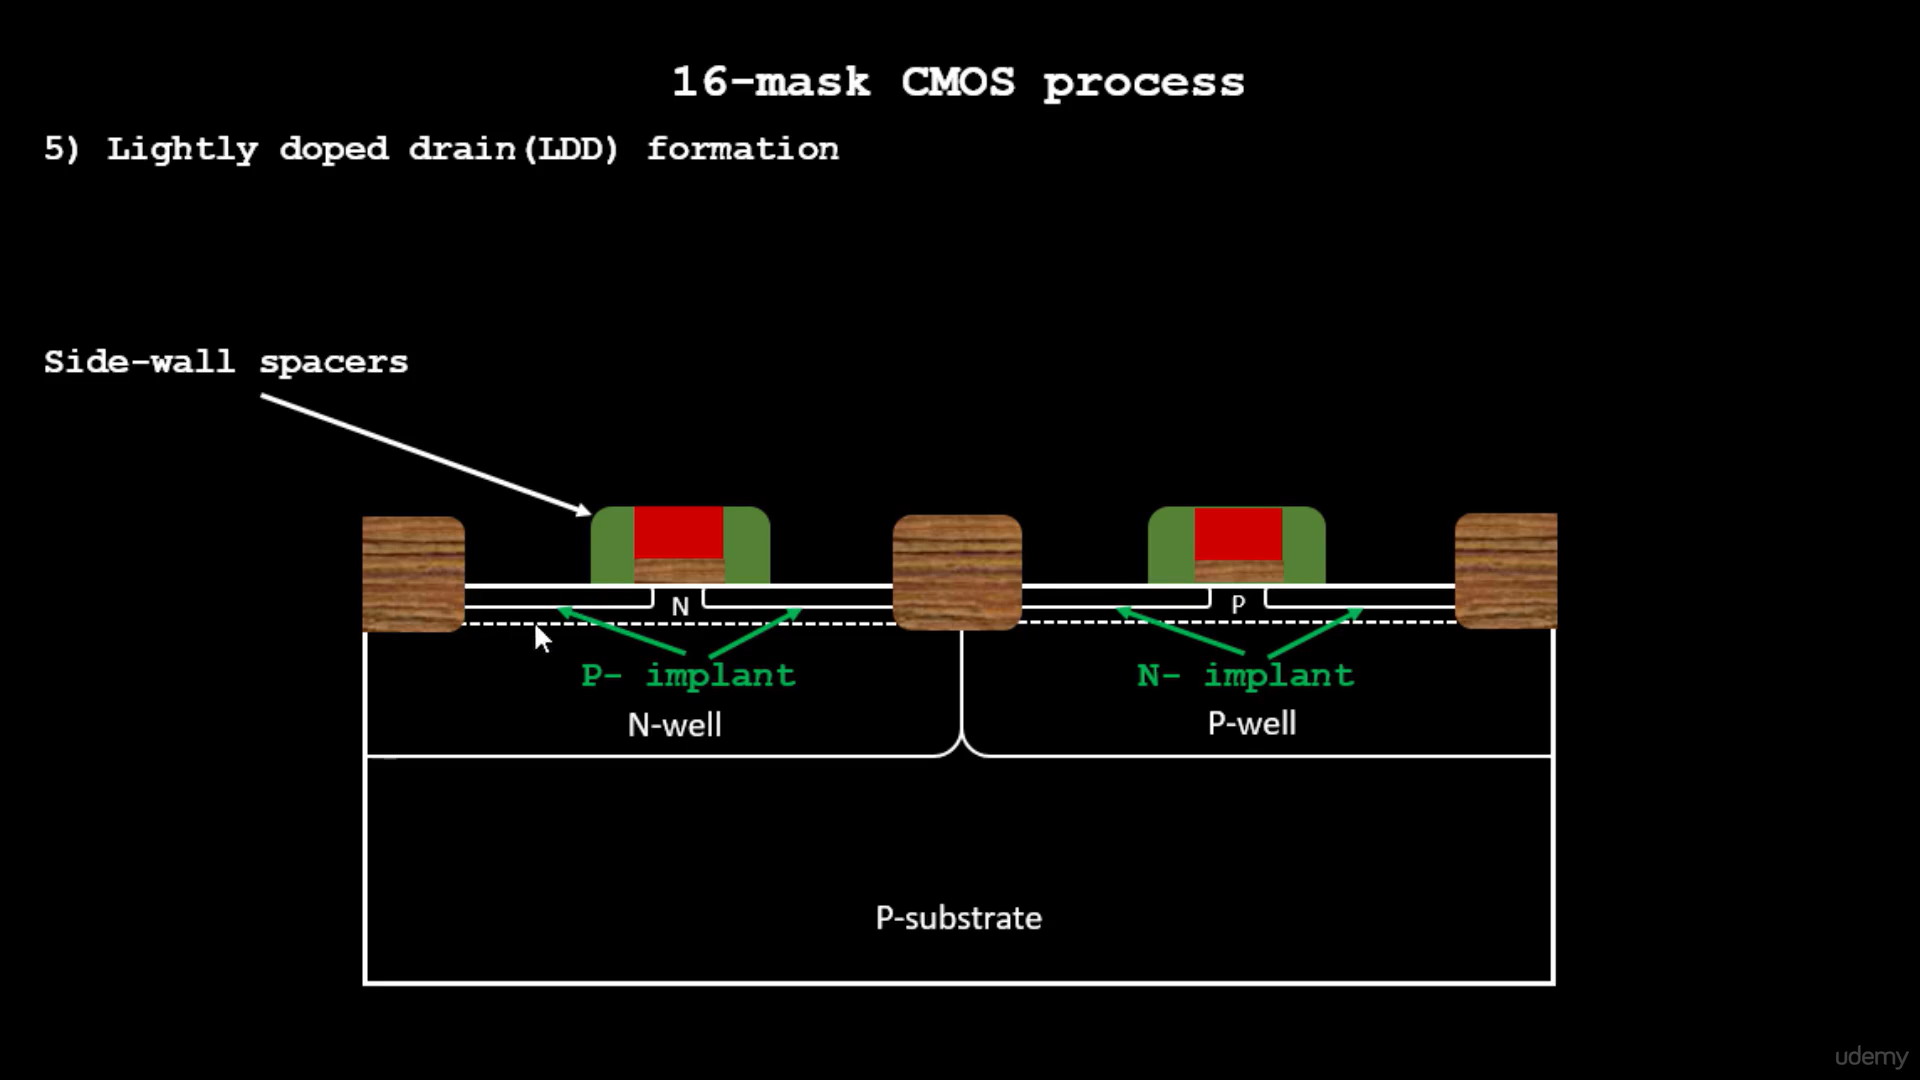 16-mask CMOS process
5) Lightly doped drain(LDD) formation
Side-wall spacers
N
P
P- implant
N- implant
N-well
P-well
P-substrate
udemy